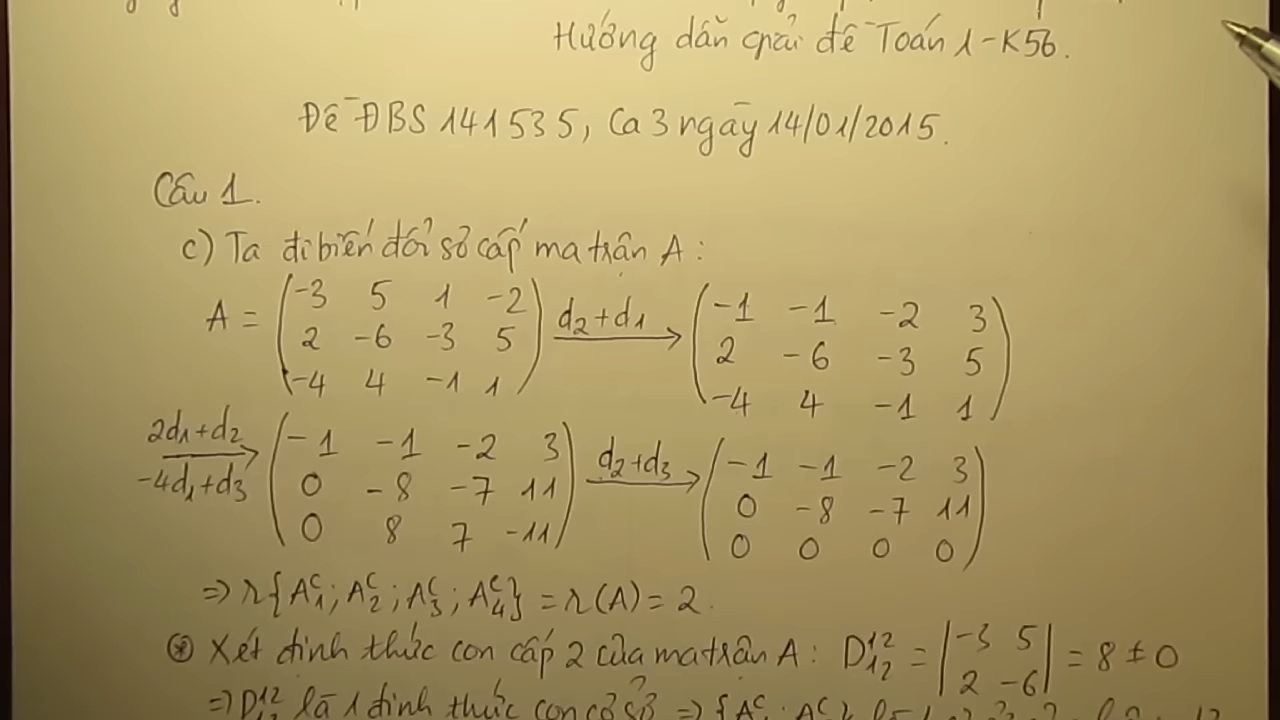 Hướng dẫn giải đề Toán 1-K56.
Đề ĐBS 141535, Ca 3 ngày 14/01/2015.
Câu 1.
c) Ta đi biến đổi sơ cấp ma trận A:
A = (-3 5 1 -2; 2 -6 -3 5; -4 4 -1 1) d2+d1 → (-1 -1 -2 3; 2 -6 -3 5; -4 4 -1 1)
2d1+d2 -4d1+d3 → (-1 -1 -2 3; 0 -8 -7 11; 0 8 7 -11) d2+d3 → (-1 -1 -2 3; 0 -8 -7 11; 0 0 0 0)
⇒ r{A₁ᶜ; A₂ᶜ; A₃ᶜ; A₄ᶜ} = r(A) = 2.
⊛ Xét định thức con cấp 2 của ma trận A: D₁₂¹² = |-3 5; 2 -6| = 8 ≠ 0
⇒ D₁₂¹² là 1 định thức con cơ sở ⇒